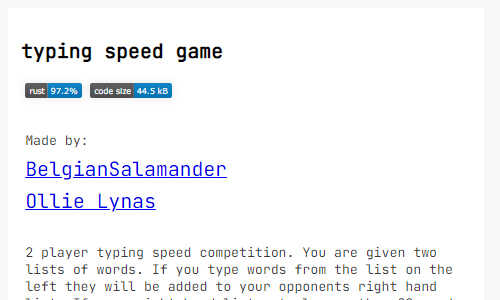 typing speed game
rust 97.2% code size 44.5 kB
Made by:
BelgianSalamander
Ollie Lynas
2 player typing speed competition. You are given two
lists of words. If you type words from the list on the
left they will be added to your opponents right hand